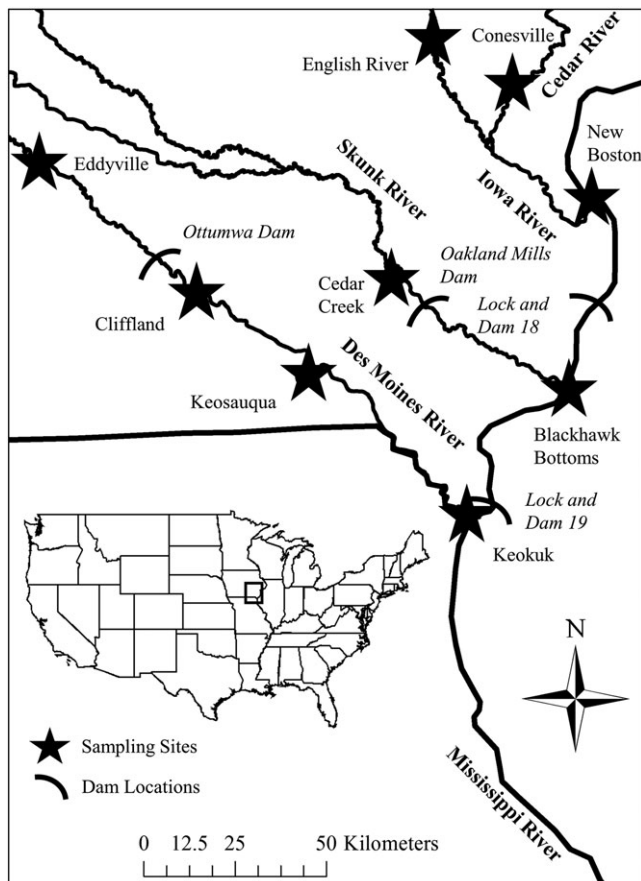 Conesville
English River
Cedar River
New
Boston
Eddyville
Skunk River
Iowa River
Ottumwa Dam
Oakland Mills
Dam
Cedar
Creek
Lock and
Dam 18
Cliffland
Des Moines River
Keosauqua
Blackhawk
Bottoms
Lock and
Dam 19
Keokuk
N
Sampling Sites
Dam Locations
Mississippi River
0 12.5 25 50 Kilometers